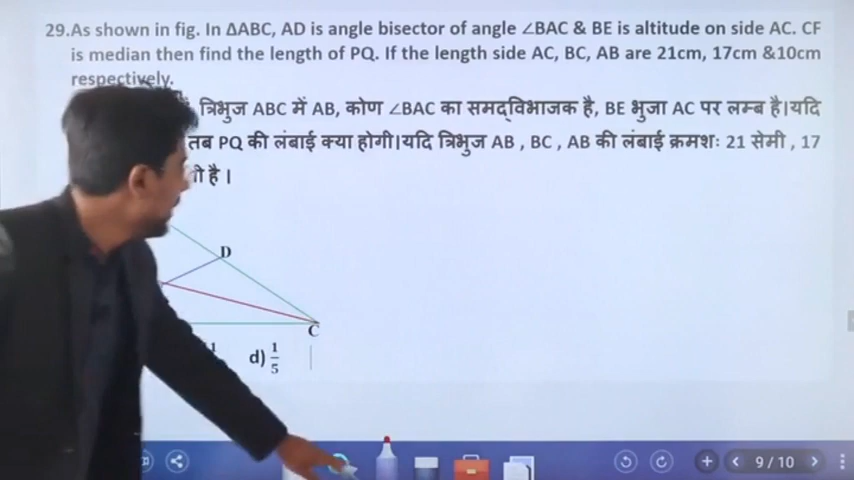 29.As shown in fig. In ΔABC, AD is angle bisector of angle ∠BAC & BE is altitude on side AC. CF
is median then find the length of PQ. If the length side AC, BC, AB are 21cm, 17cm &10cm
respectively.
त्रिभुज ABC में AB, कोण ∠BAC का समद्विभाजक है, BE भुजा AC पर लम्ब है।यदि
तब PQ की लंबाई क्या होगी।यदि त्रिभुज AB , BC , AB की लंबाई क्रमशः 21 सेमी , 17
है ।
D
C
d) 1/5
9 / 10